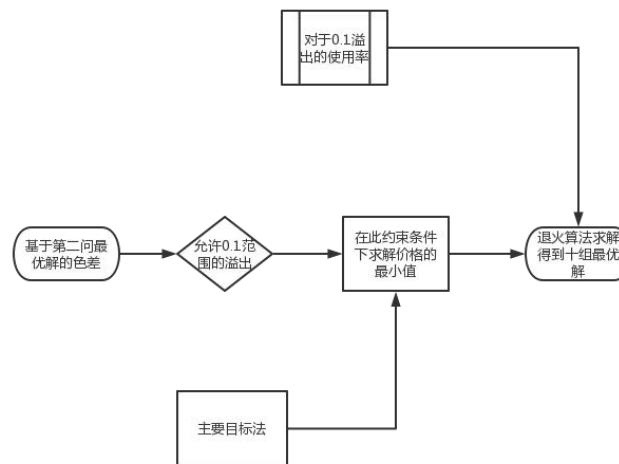 对于0.1溢
出的使用率
基于第二问最
优解的色差
允许0.1范
围的溢出
在此约束条件
下求解价格的
最小值
退火算法求解
得到十组最优
解
主要目标法